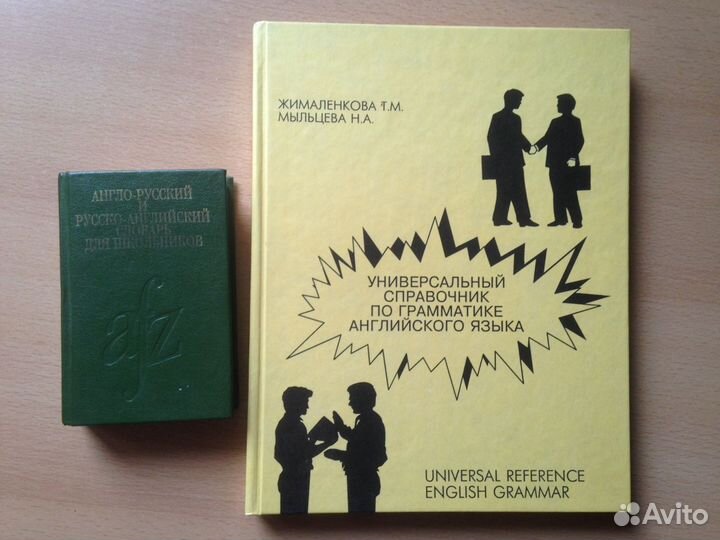 АНГЛО-РУССКИЙ
И
РУССКО-АНГЛИЙСКИЙ
СЛОВАРЬ
ДЛЯ ШКОЛЬНИКОВ
afz
ЖИМАЛЕНКОВА Т.М.
МЫЛЬЦЕВА Н.А.
УНИВЕРСАЛЬНЫЙ
СПРАВОЧНИК
ПО ГРАММАТИКЕ
АНГЛИЙСКОГО ЯЗЫКА
UNIVERSAL REFERENCE
ENGLISH GRAMMAR
Avito